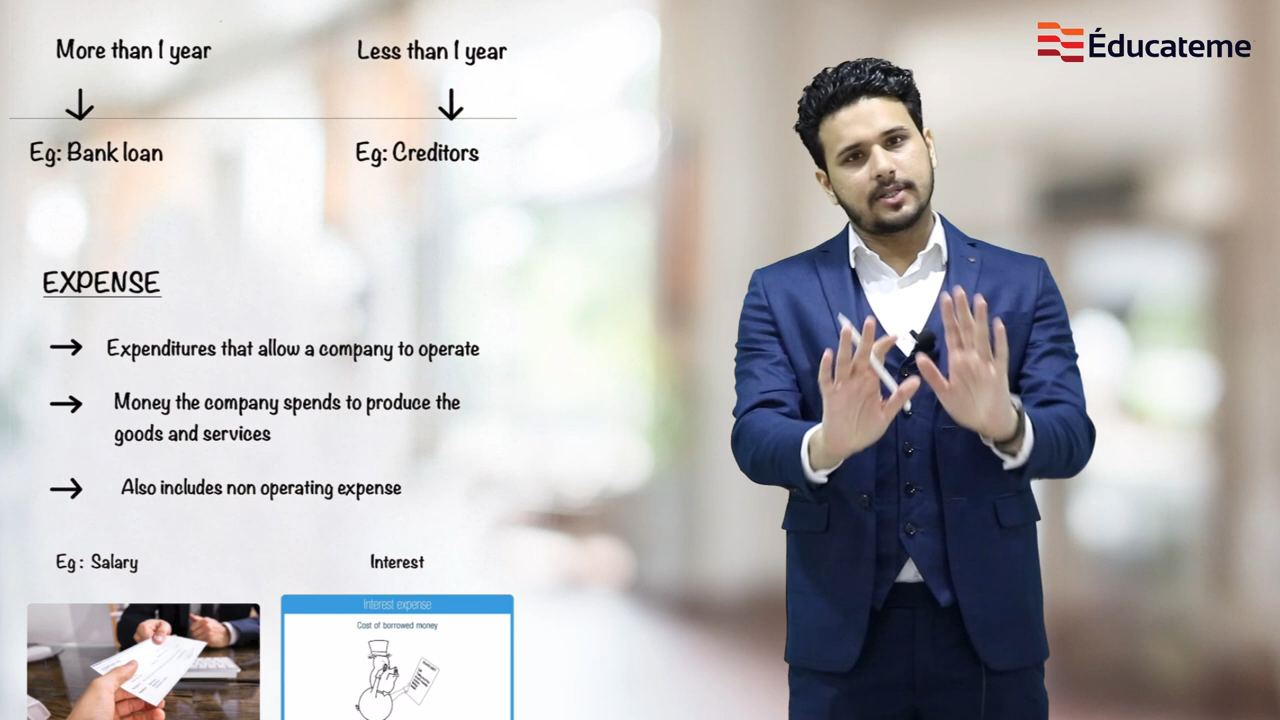 More than 1 year
Less than 1 year
Eg: Bank loan
Eg: Creditors
EXPENSE
Expenditures that allow a company to operate
Money the company spends to produce the
goods and services
Also includes non operating expense
Eg : Salary
Interest
Interest expense
Cost of borrowed money
Éducateme